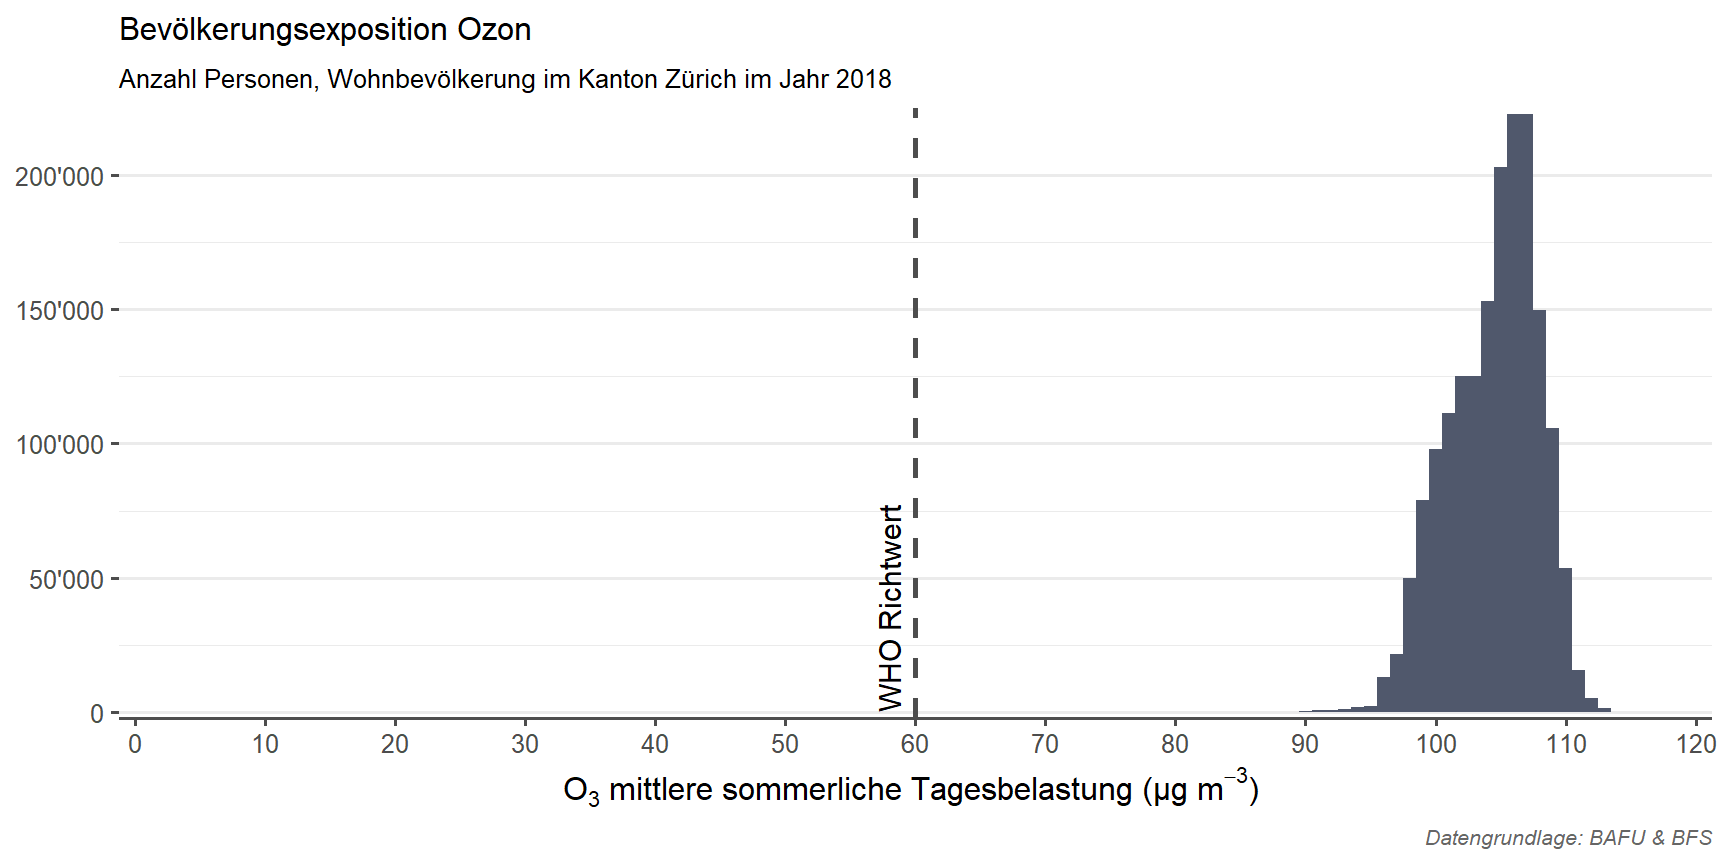 Bevölkerungsexposition Ozon
Anzahl Personen, Wohnbevölkerung im Kanton Zürich im Jahr 2018
200'000
150'000
100'000
50'000
0
WHO Richtwert
0 10 20 30 40 50 60 70 80 90 100 110 120
O₃ mittlere sommerliche Tagesbelastung (µg m⁻³)
Datengrundlage: BAFU & BFS